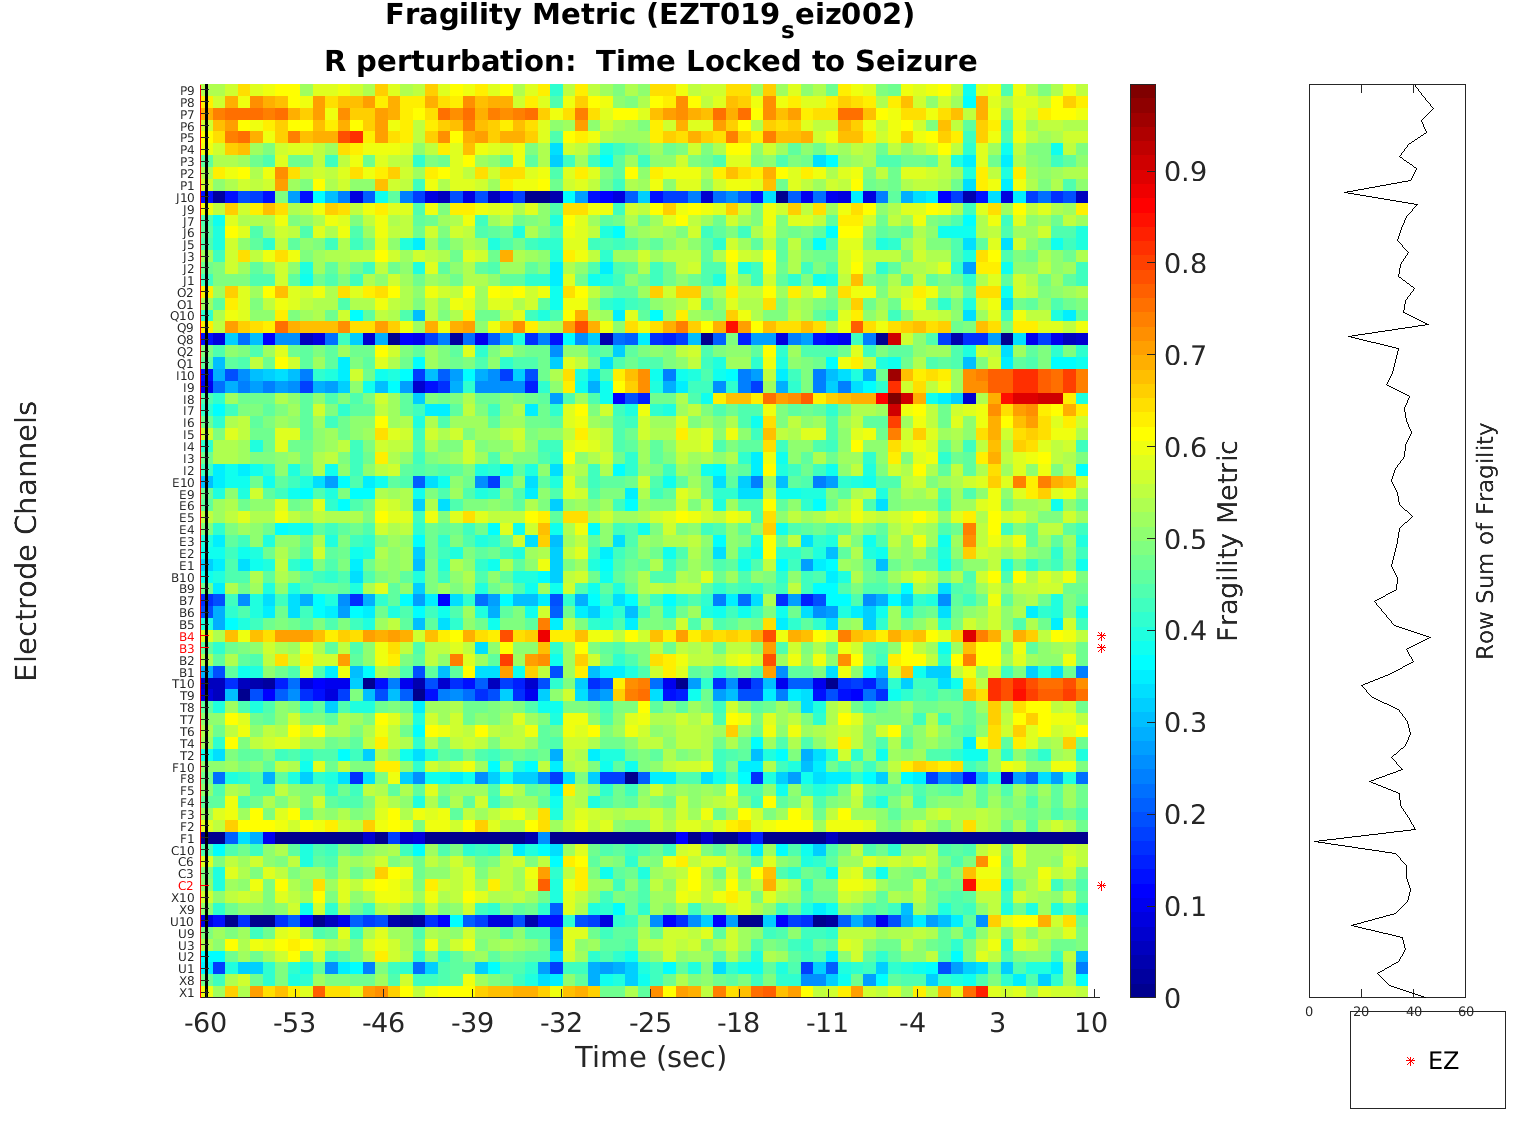 Fragility Metric (EZT019seiz002)
R perturbation: Time Locked to Seizure
Electrode Channels
P9
P8
P7
P6
P5
P4
P3
P2
P1
J10
J9
J7
J6
J5
J3
J2
J1
O2
O1
Q10
Q9
Q8
Q2
Q1
I10
I9
I8
I7
I6
I5
I4
I3
I2
E10
E9
E6
E5
E4
E3
E2
E1
B10
B9
B7
B6
B5
B4
B3
B2
B1
T10
T9
T8
T7
T6
T4
T2
F10
F8
F5
F4
F3
F2
F1
C10
C6
C3
C2
X10
X9
U10
U9
U3
U2
U1
X8
X1
-60 -53 -46 -39 -32 -25 -18 -11 -4 3 10
Time (sec)
0.9
0.8
0.7
0.6
0.5
0.4
0.3
0.2
0.1
0
Fragility Metric
Row Sum of Fragility
0 20 40 60
EZ